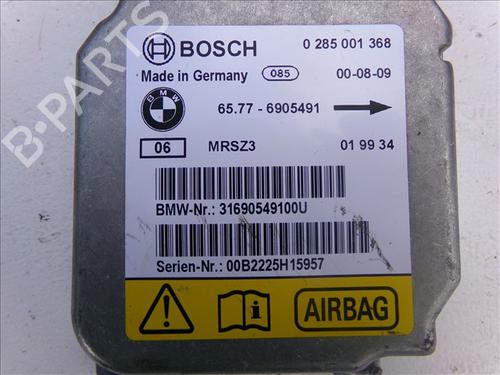 BOSCH 0 285 001 368
Made in Germany 085 00-08-09
BMW 65.77 - 6905491
06 MRSZ3 01 99 34
BMW-Nr.: 31690549100U
Serien-Nr.: 00B2225H15957
AIRBAG
B-PARTS